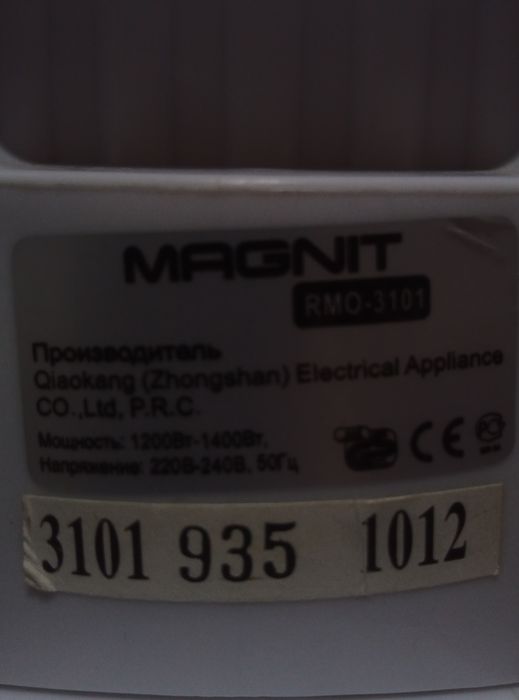 MAGNIT
RMO-3101
Производитель
Qiaokang (Zhongshan) Electrical Appliance
CO.,Ltd, P.R.C.
Мощность: 1200Вт-1400Вт,
Напряжение: 220В-240В, 50Гц
CE
3101 935 1012